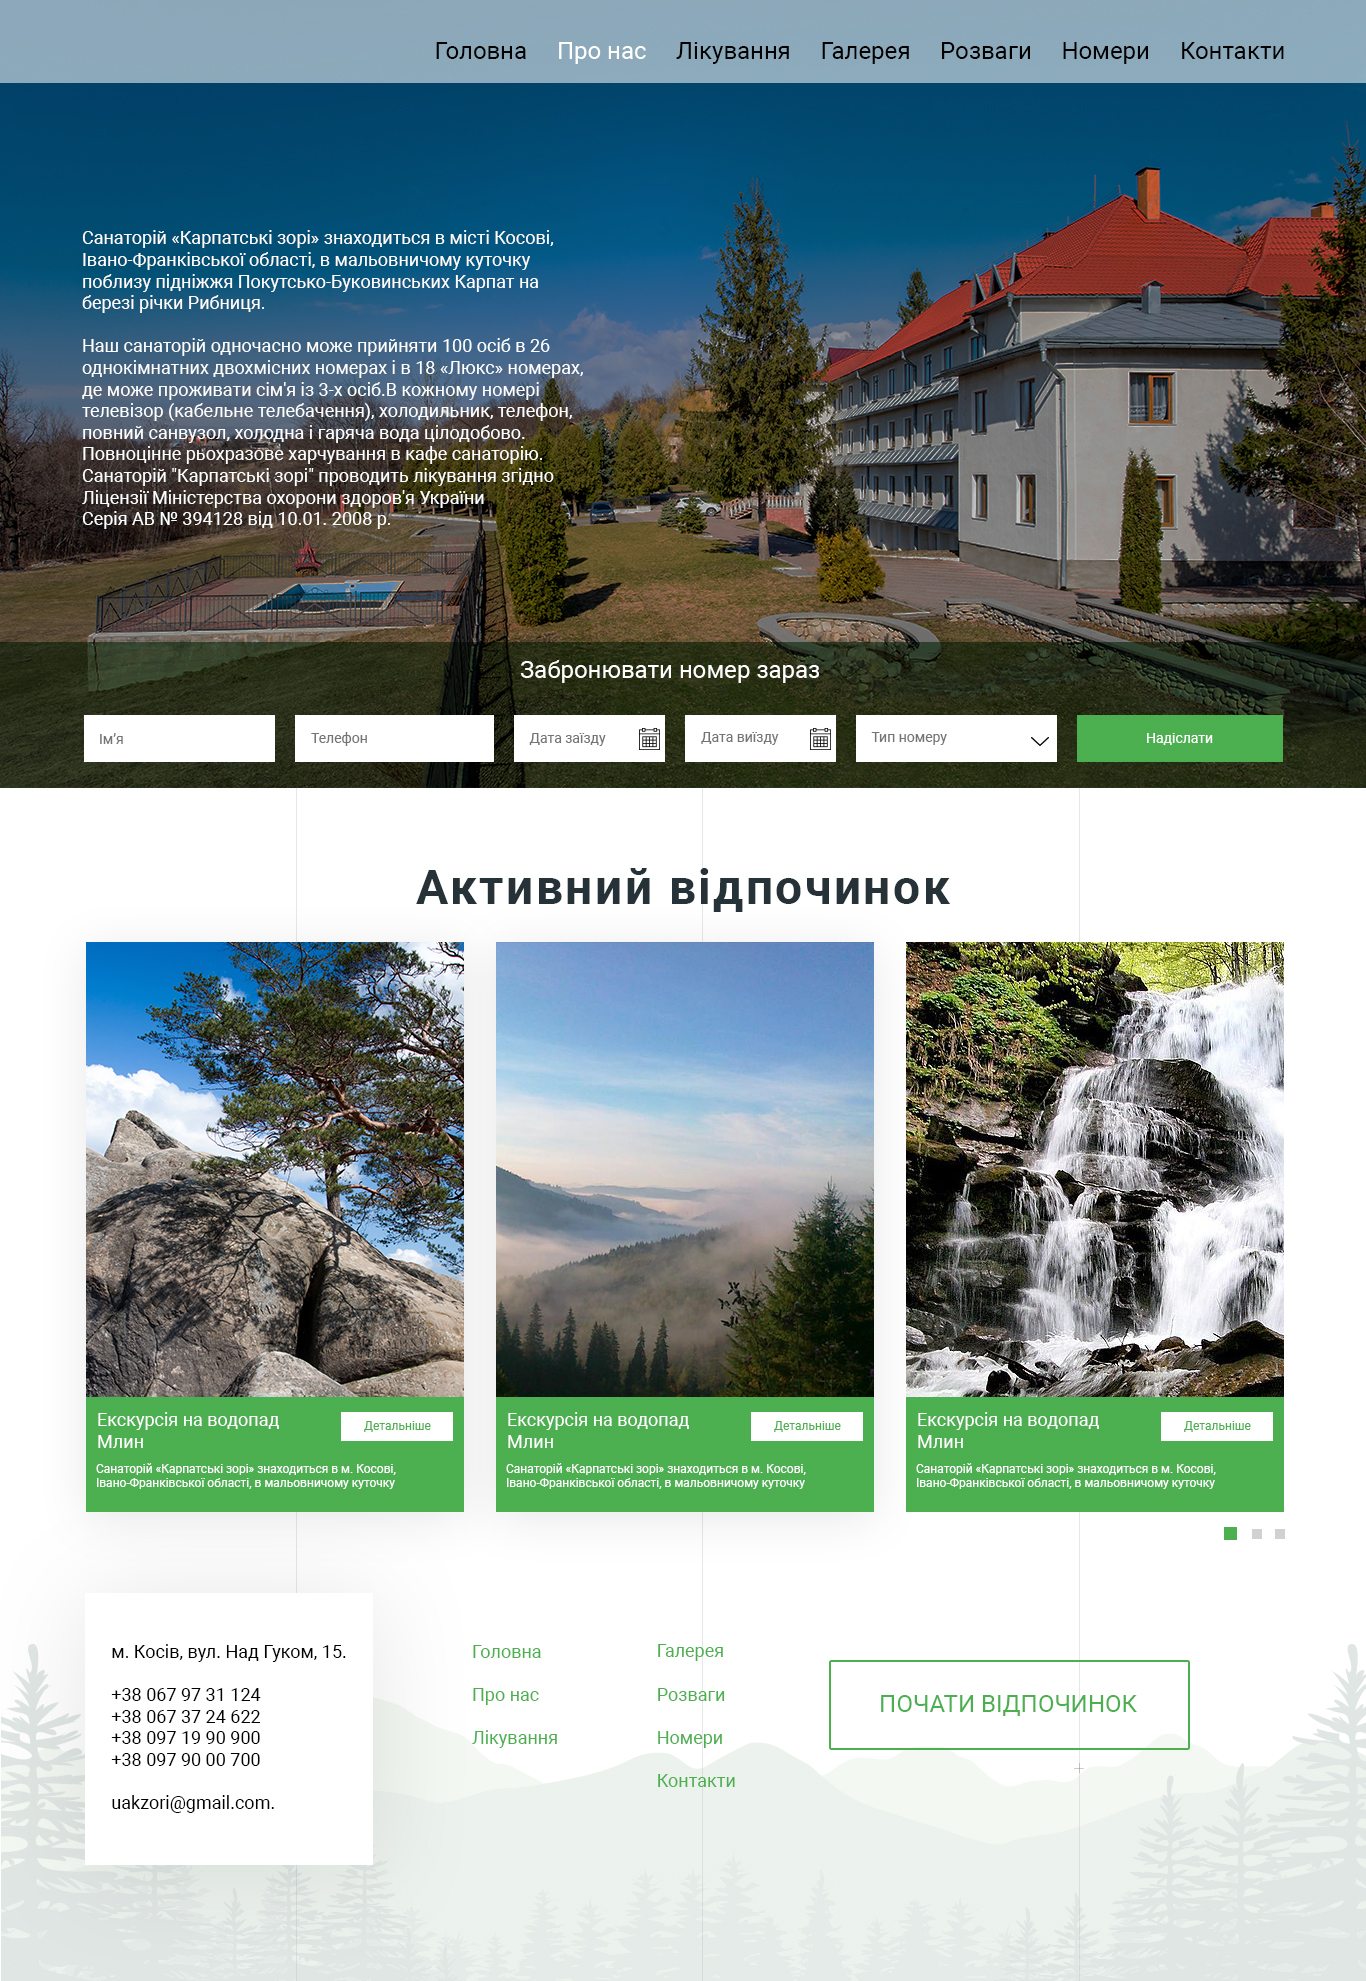 Головна Про нас Лікування Галерея Розваги Номери Контакти
Санаторій «Карпатські зорі» знаходиться в місті Косові,
Івано-Франківської області, в мальовничому куточку
поблизу підніжжя Покутсько-Буковинських Карпат на
березі річки Рибниця.
Наш санаторій одночасно може прийняти 100 осіб в 26
однокімнатних двохмісних номерах і в 18 «Люкс» номерах,
де може проживати сім'я із 3-х осіб.В кожному номері
телевізор (кабельне телебачення), холодильник, телефон,
повний санвузол, холодна і гаряча вода цілодобово.
Повноцінне рьохразове харчування в кафе санаторію.
Санаторій "Карпатські зорі" проводить лікування згідно
Ліцензії Міністерства охорони здоров'я України
Серія АВ № 394128 від 10.01. 2008 р.
Забронювати номер зараз
Ім’я Телефон Дата заїзду Дата виїзду Тип номеру Надіслати
Активний відпочинок
Екскурсія на водопад
Млин
Детальніше
Санаторій «Карпатські зорі» знаходиться в м. Косові,
Івано-Франківської області, в мальовничому куточку
Екскурсія на водопад
Млин
Детальніше
Санаторій «Карпатські зорі» знаходиться в м. Косові,
Івано-Франківської області, в мальовничому куточку
Екскурсія на водопад
Млин
Детальніше
Санаторій «Карпатські зорі» знаходиться в м. Косові,
Івано-Франківської області, в мальовничому куточку
м. Косів, вул. Над Гуком, 15.
+38 067 97 31 124
+38 067 37 24 622
+38 097 19 90 900
+38 097 90 00 700
uakzori@gmail.com.
Головна
Про нас
Лікування
Галерея
Розваги
Номери
Контакти
ПОЧАТИ ВІДПОЧИНОК